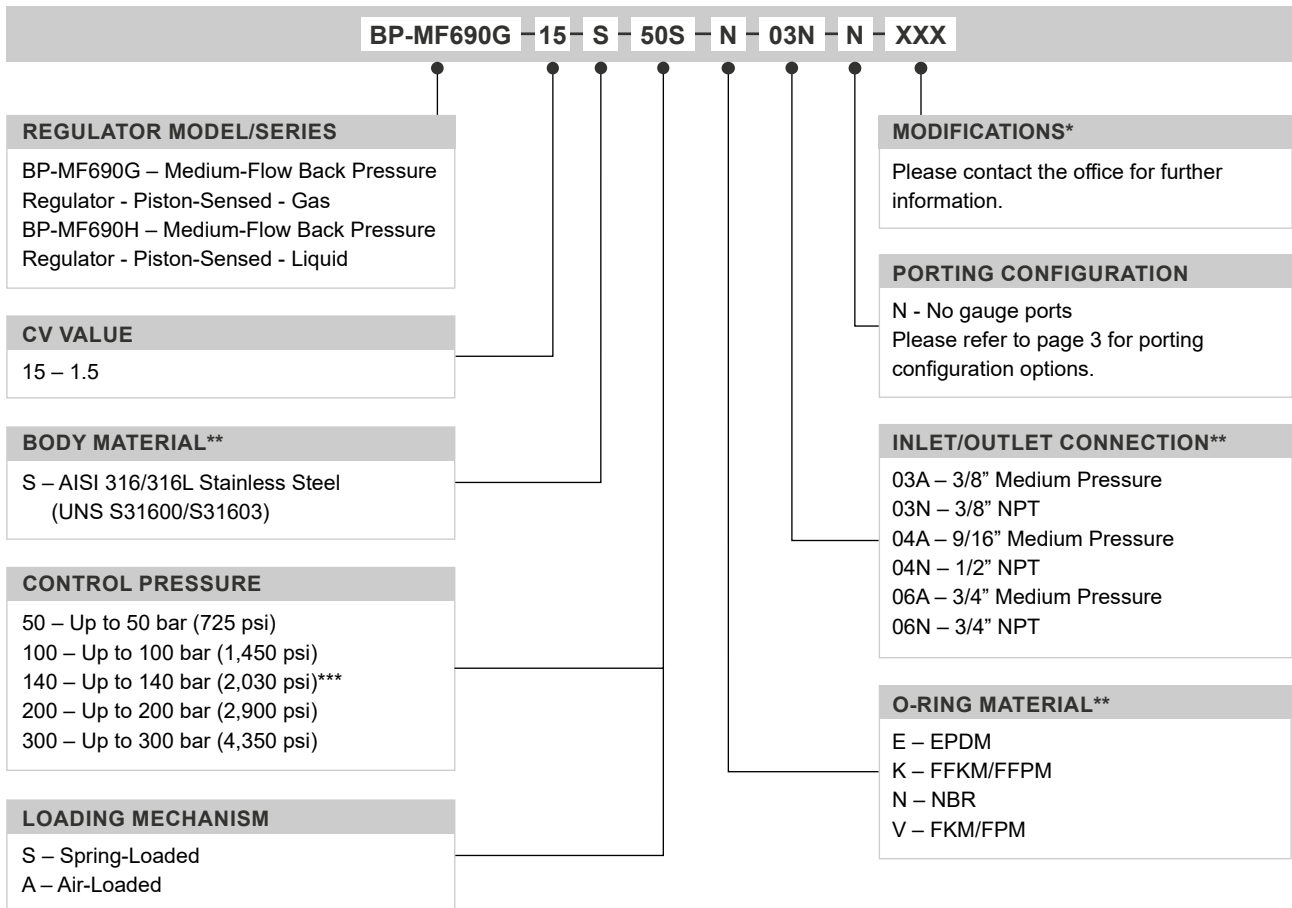 BP-MF690G - 15 - S - 50S - N - 03N - N - XXX
REGULATOR MODEL/SERIES
BP-MF690G – Medium-Flow Back Pressure
Regulator - Piston-Sensed - Gas
BP-MF690H – Medium-Flow Back Pressure
Regulator - Piston-Sensed - Liquid
CV VALUE
15 – 1.5
BODY MATERIAL**
S – AISI 316/316L Stainless Steel
(UNS S31600/S31603)
CONTROL PRESSURE
50 – Up to 50 bar (725 psi)
100 – Up to 100 bar (1,450 psi)
140 – Up to 140 bar (2,030 psi)***
200 – Up to 200 bar (2,900 psi)
300 – Up to 300 bar (4,350 psi)
LOADING MECHANISM
S – Spring-Loaded
A – Air-Loaded
MODIFICATIONS*
Please contact the office for further
information.
PORTING CONFIGURATION
N - No gauge ports
Please refer to page 3 for porting
configuration options.
INLET/OUTLET CONNECTION**
03A – 3/8” Medium Pressure
03N – 3/8” NPT
04A – 9/16” Medium Pressure
04N – 1/2” NPT
06A – 3/4” Medium Pressure
06N – 3/4” NPT
O-RING MATERIAL**
E – EPDM
K – FFKM/FFPM
N – NBR
V – FKM/FPM